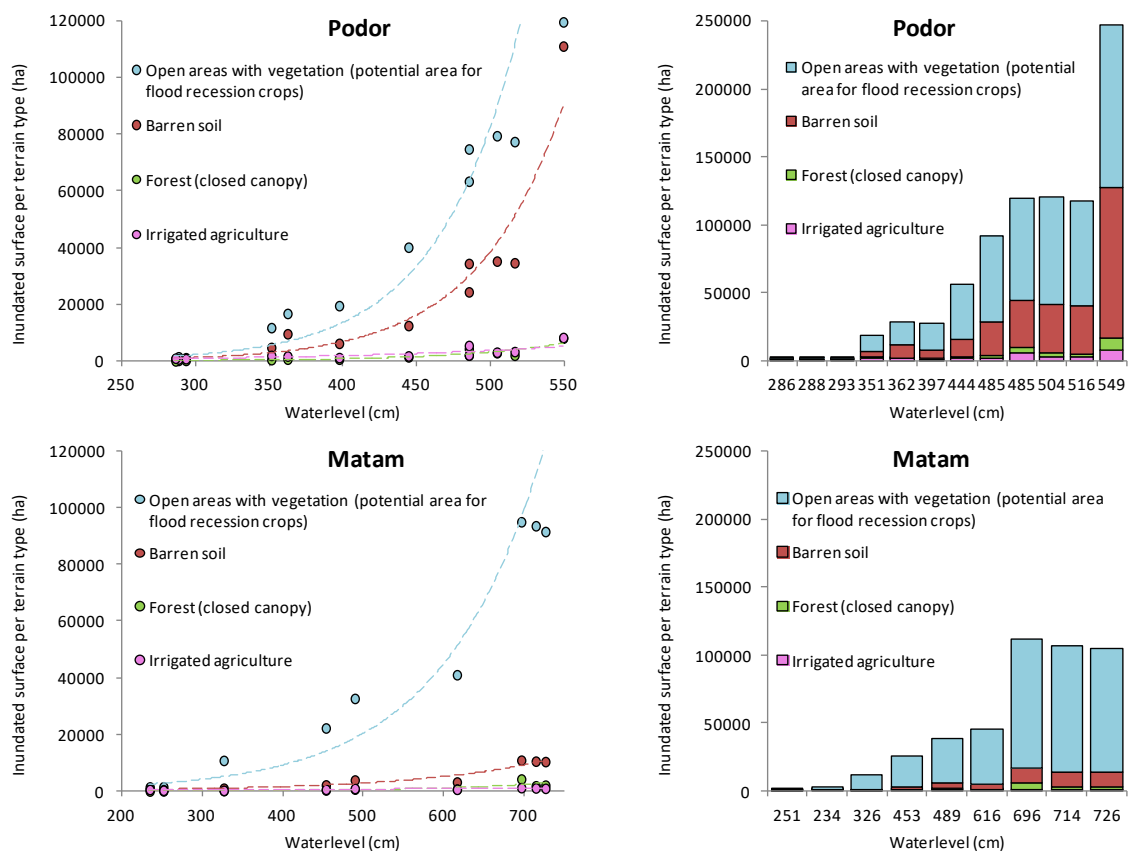 Podor
Inundated surface per terrain type (ha)
120000
100000
80000
60000
40000
20000
0
Open areas with vegetation (potential area for
flood recession crops)
Barren soil
Forest (closed canopy)
Irrigated agriculture
250 300 350 400 450 500 550
Waterlevel (cm)
Podor
Inundated surface per terrain type (ha)
250000
200000
150000
100000
50000
0
Open areas with vegetation (potential
area for flood recession crops)
Barren soil
Forest (closed canopy)
Irrigated agriculture
286 288 293 351 362 397 444 485 485 504 516 549
Waterlevel (cm)
Matam
Inundated surface per terrain type (ha)
120000
100000
80000
60000
40000
20000
0
Open areas with vegetation (potential area for
flood recession crops)
Barren soil
Forest (closed canopy)
Irrigated agriculture
200 300 400 500 600 700
Waterlevel (cm)
Matam
Inundated surface per terrain type (ha)
250000
200000
150000
100000
50000
0
Open areas with vegetation (potential area
for flood recession crops)
Barren soil
Forest (closed canopy)
Irrigated agriculture
251 234 326 453 489 616 696 714 726
Waterlevel (cm)